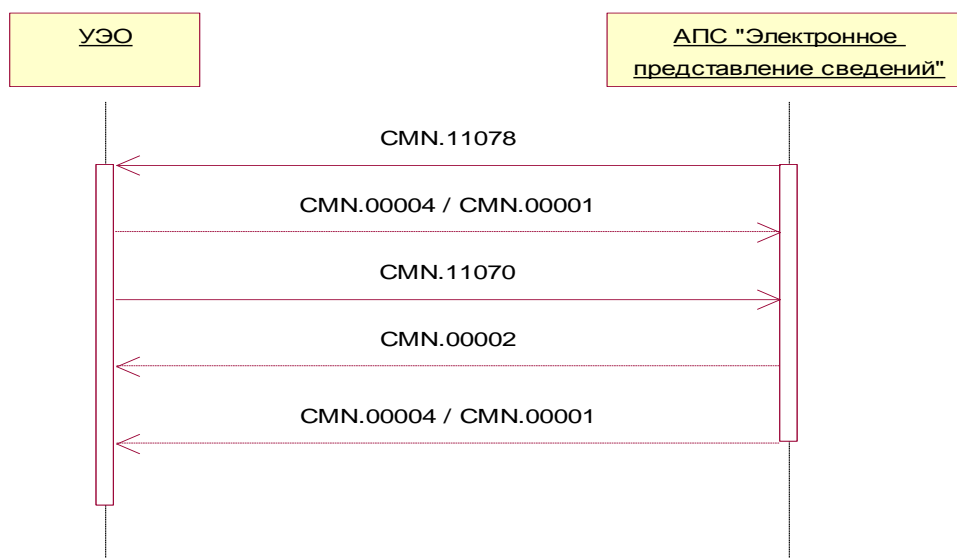 УЭО
АПС "Электронное
представление сведений"
CMN.11078
CMN.00004 / CMN.00001
CMN.11070
CMN.00002
CMN.00004 / CMN.00001